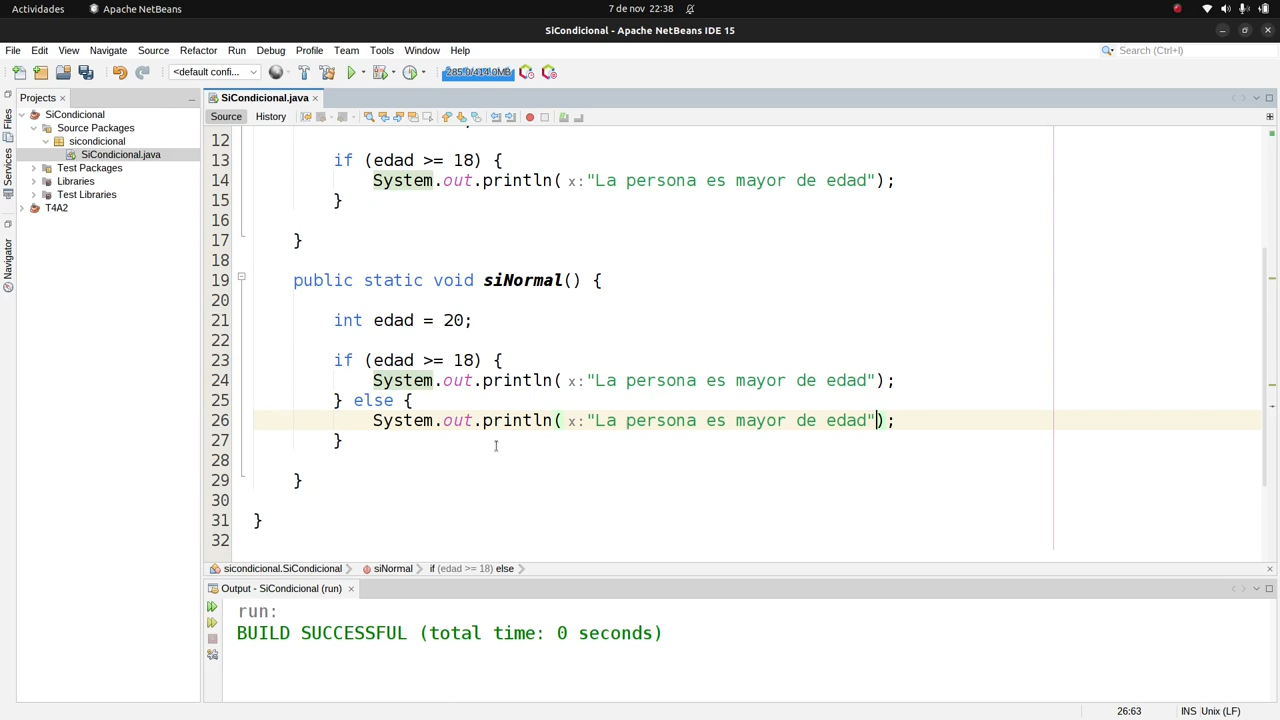 Actividades
Apache NetBeans
7 de nov 22:38
SiCondicional - Apache NetBeans IDE 15
File Edit View Navigate Source Refactor Run Debug Profile Team Tools Window Help
Search (Ctrl+I)
<default confi...
285.0/414.0MB
Projects
SiCondicional.java
Files
Services
Navigator
SiCondicional
Source Packages
sicondicional
SiCondicional.java
Test Packages
Libraries
Test Libraries
T4A2
Source History
12
13 if (edad >= 18) {
14 System.out.println( x: "La persona es mayor de edad");
15 }
16
17 }
18
19 public static void siNormal() {
20
21 int edad = 20;
22
23 if (edad >= 18) {
24 System.out.println( x: "La persona es mayor de edad");
25 } else {
26 System.out.println( x: "La persona es mayor de edad");
27 }
28
29 }
30
31 }
32
sicondicional.SiCondicional siNormal if (edad >= 18) else
Output - SiCondicional (run)
run:
BUILD SUCCESSFUL (total time: 0 seconds)
26:63 INS Unix (LF)